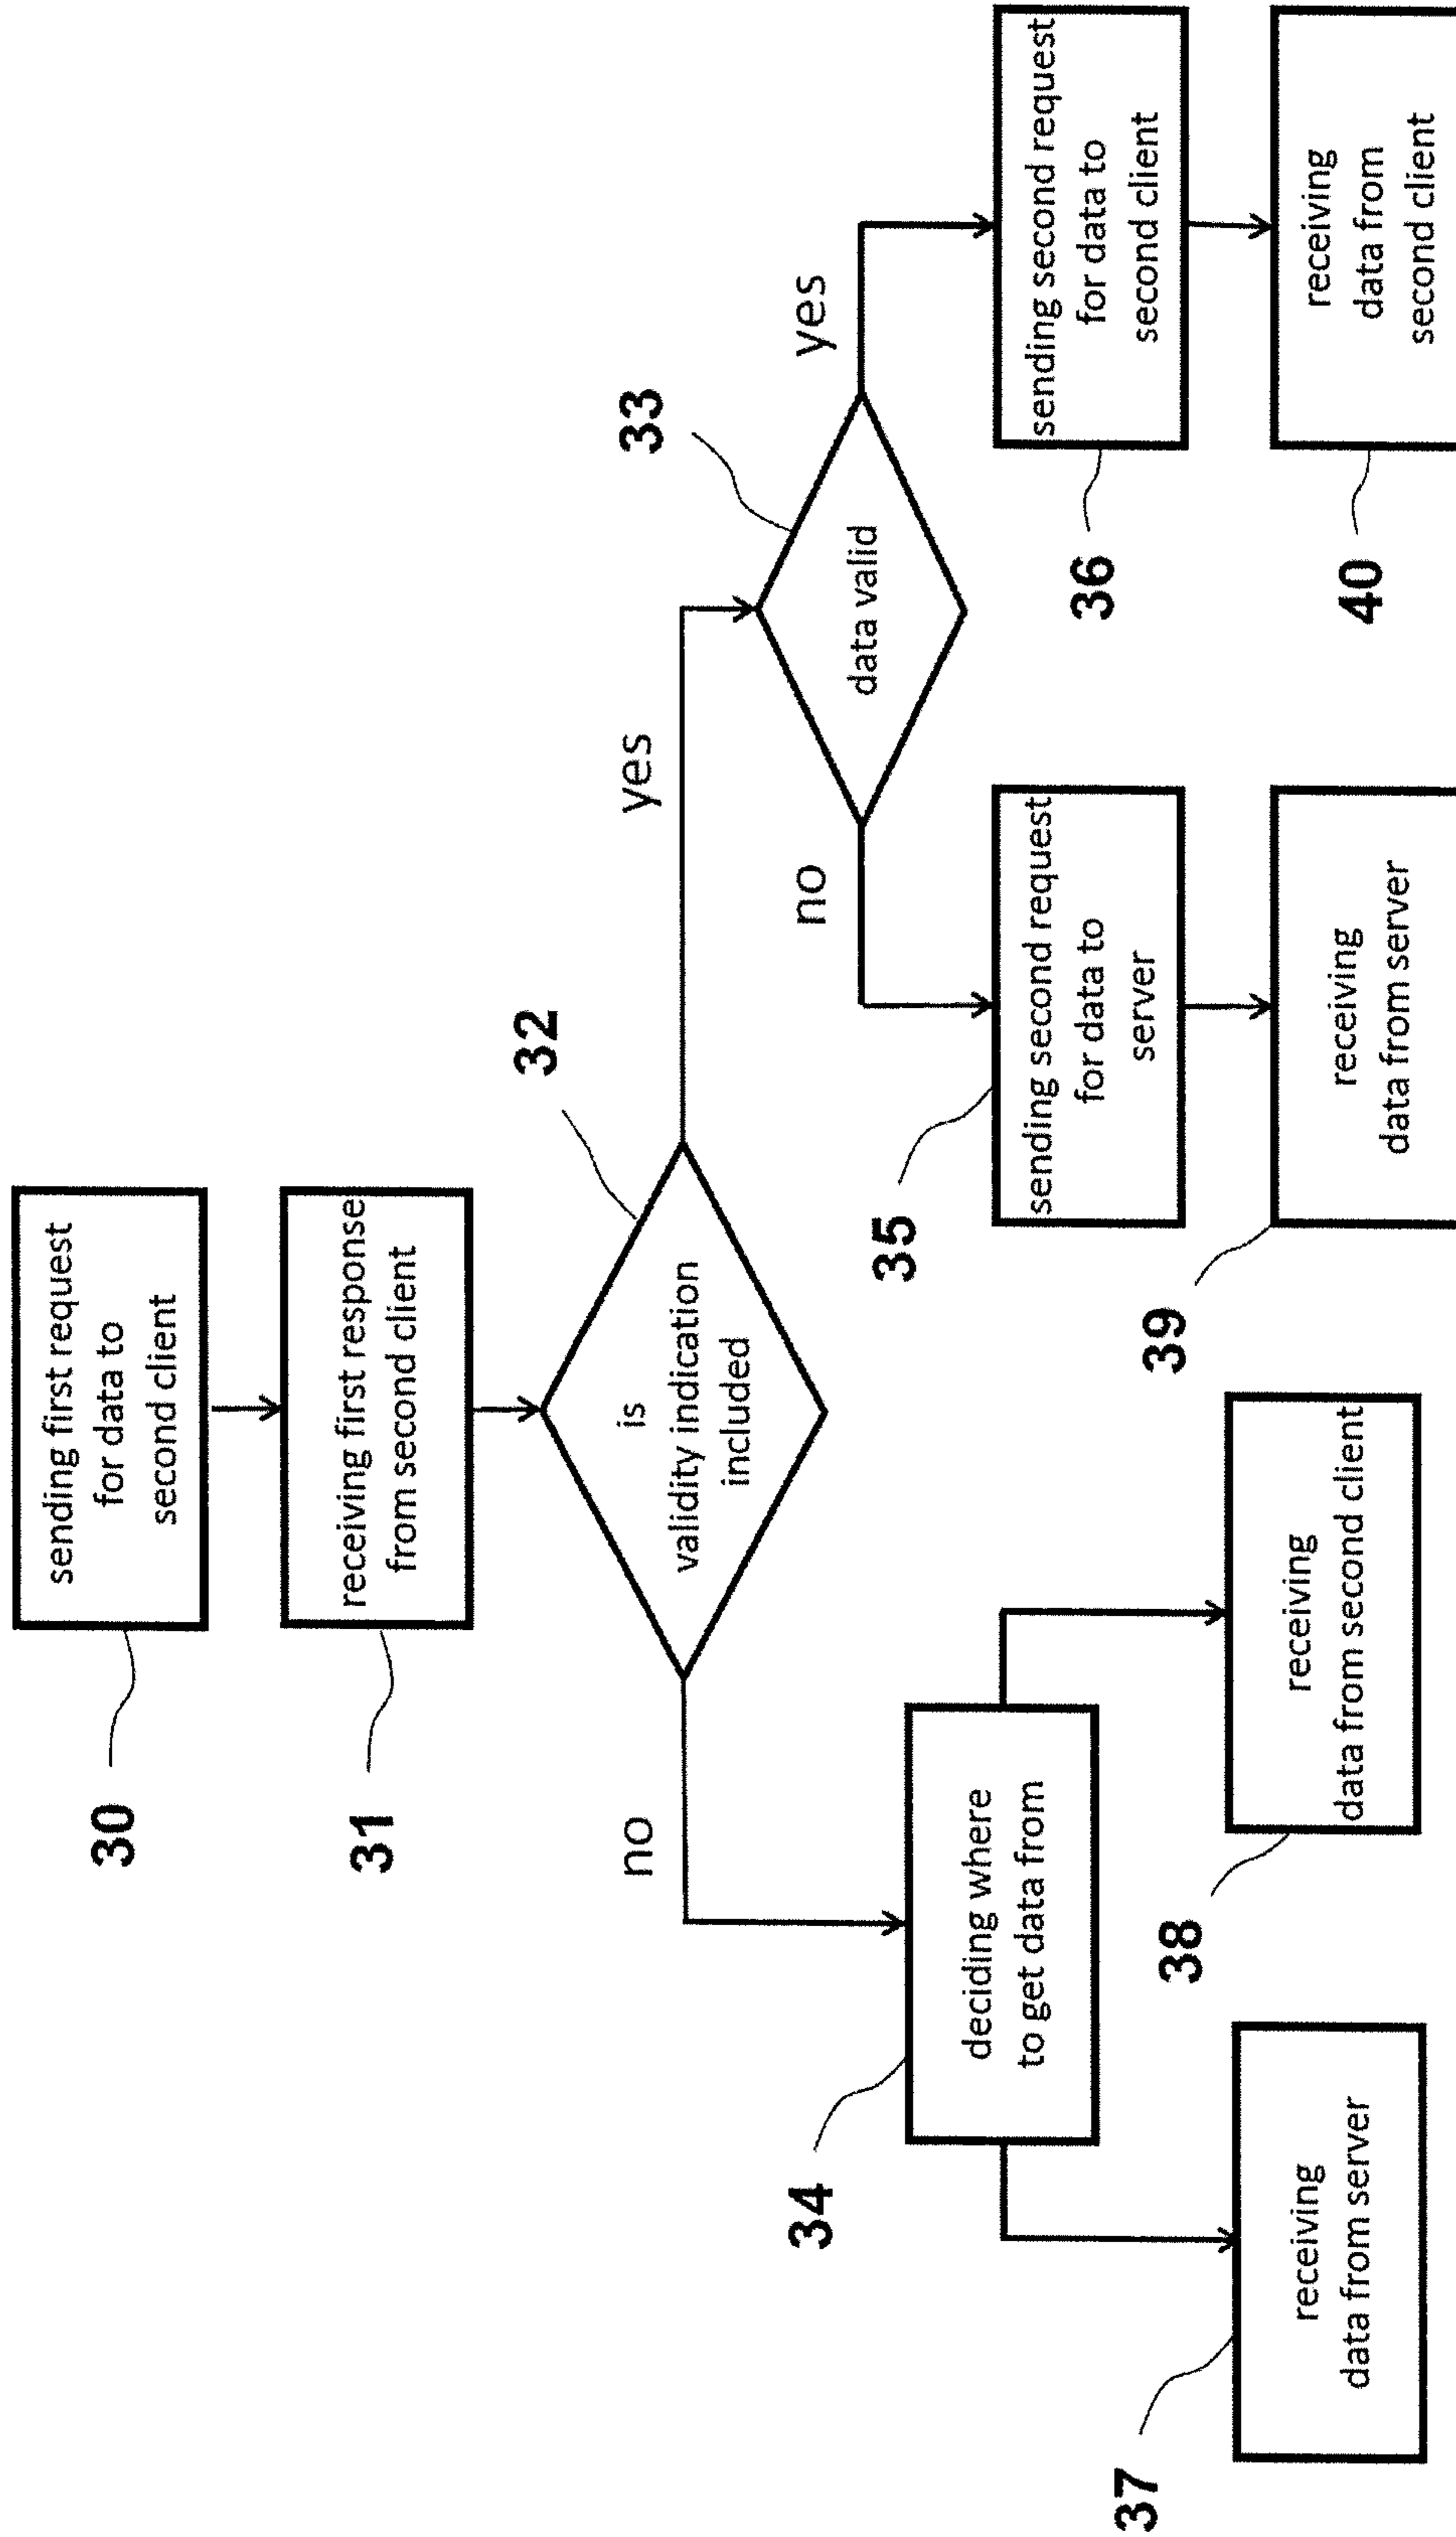 sending first request
for data to
second client
30
receiving first response
from second client
31
is
validity indication
included
32
no
yes
deciding where
to get data from
34
data valid
33
no
yes
receiving
data from server
37
receiving
data from second client
38
sending second request
for data to
server
35
sending second request
for data to
second client
36
receiving
data from server
39
receiving
data from
second client
40